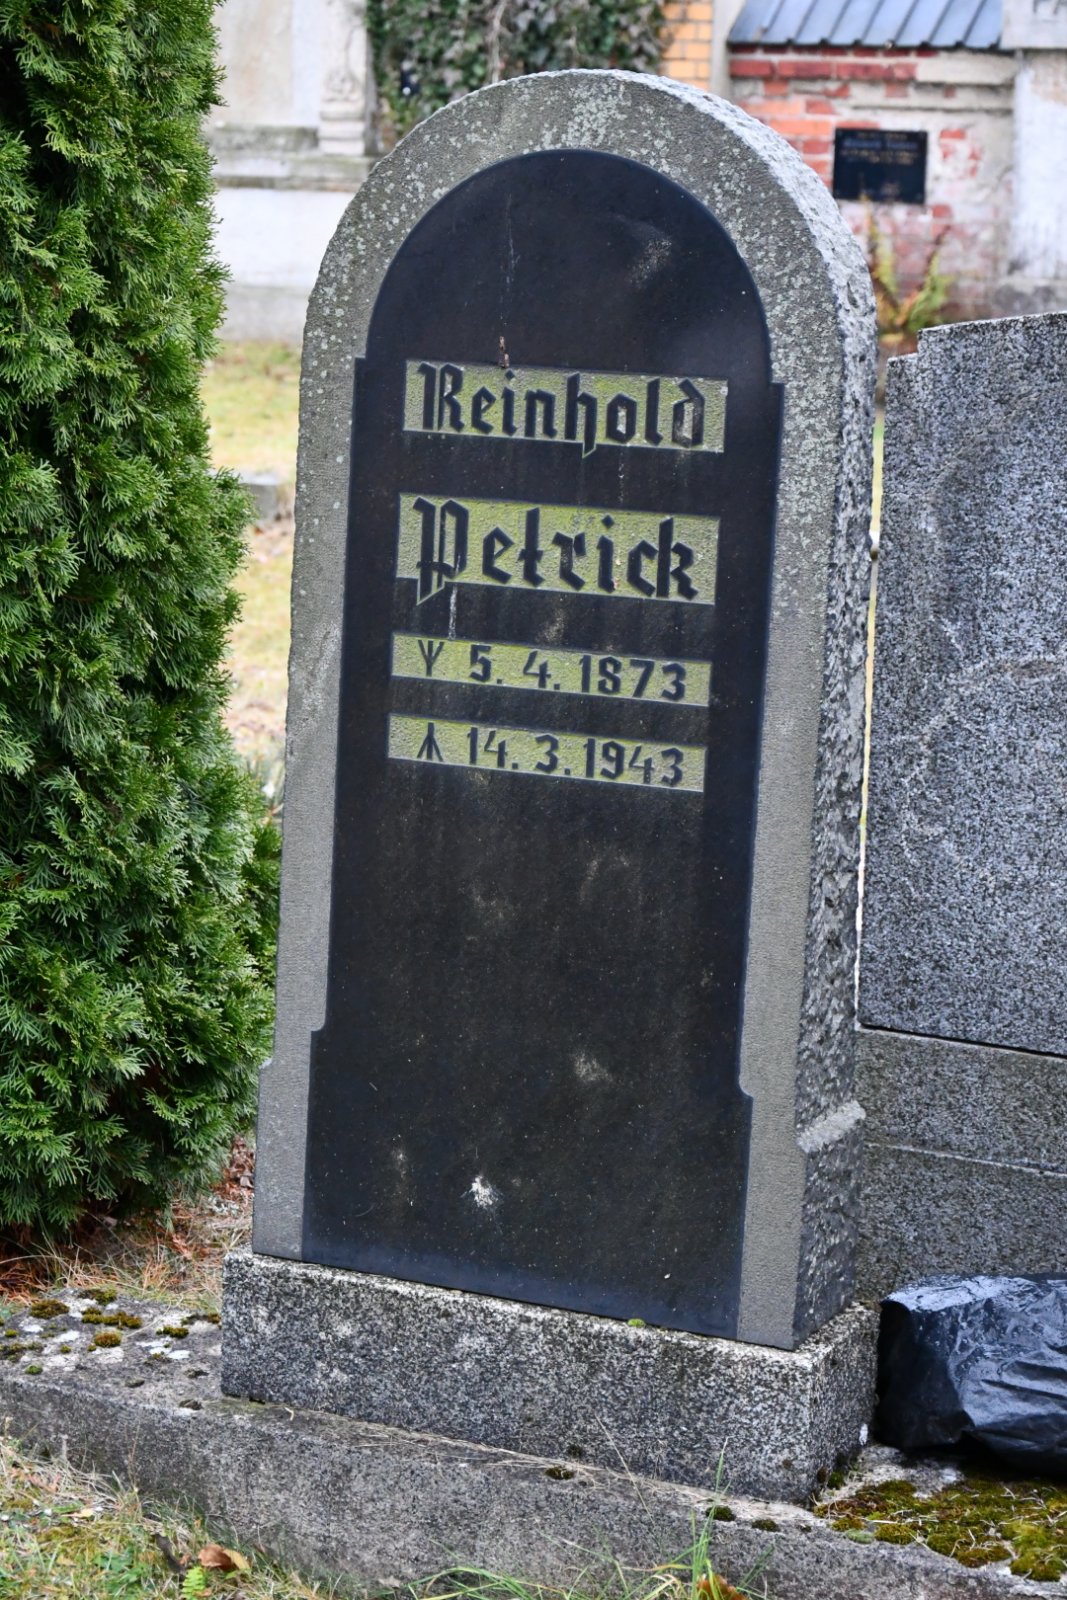 Reinhold
Petrick
ᛉ 5. 4. 1873
ᛦ 14. 3. 1943